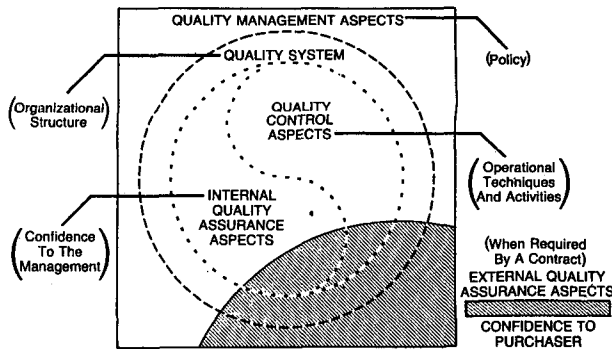 QUALITY MANAGEMENT ASPECTS
QUALITY SYSTEM
(Policy)
(Organizational
Structure)
QUALITY
CONTROL
ASPECTS
(Operational
Techniques
And Activities)
INTERNAL
QUALITY
ASSURANCE
ASPECTS
(Confidence
To The
Management)
(When Required
By A Contract)
EXTERNAL QUALITY
ASSURANCE ASPECTS
CONFIDENCE TO
PURCHASER